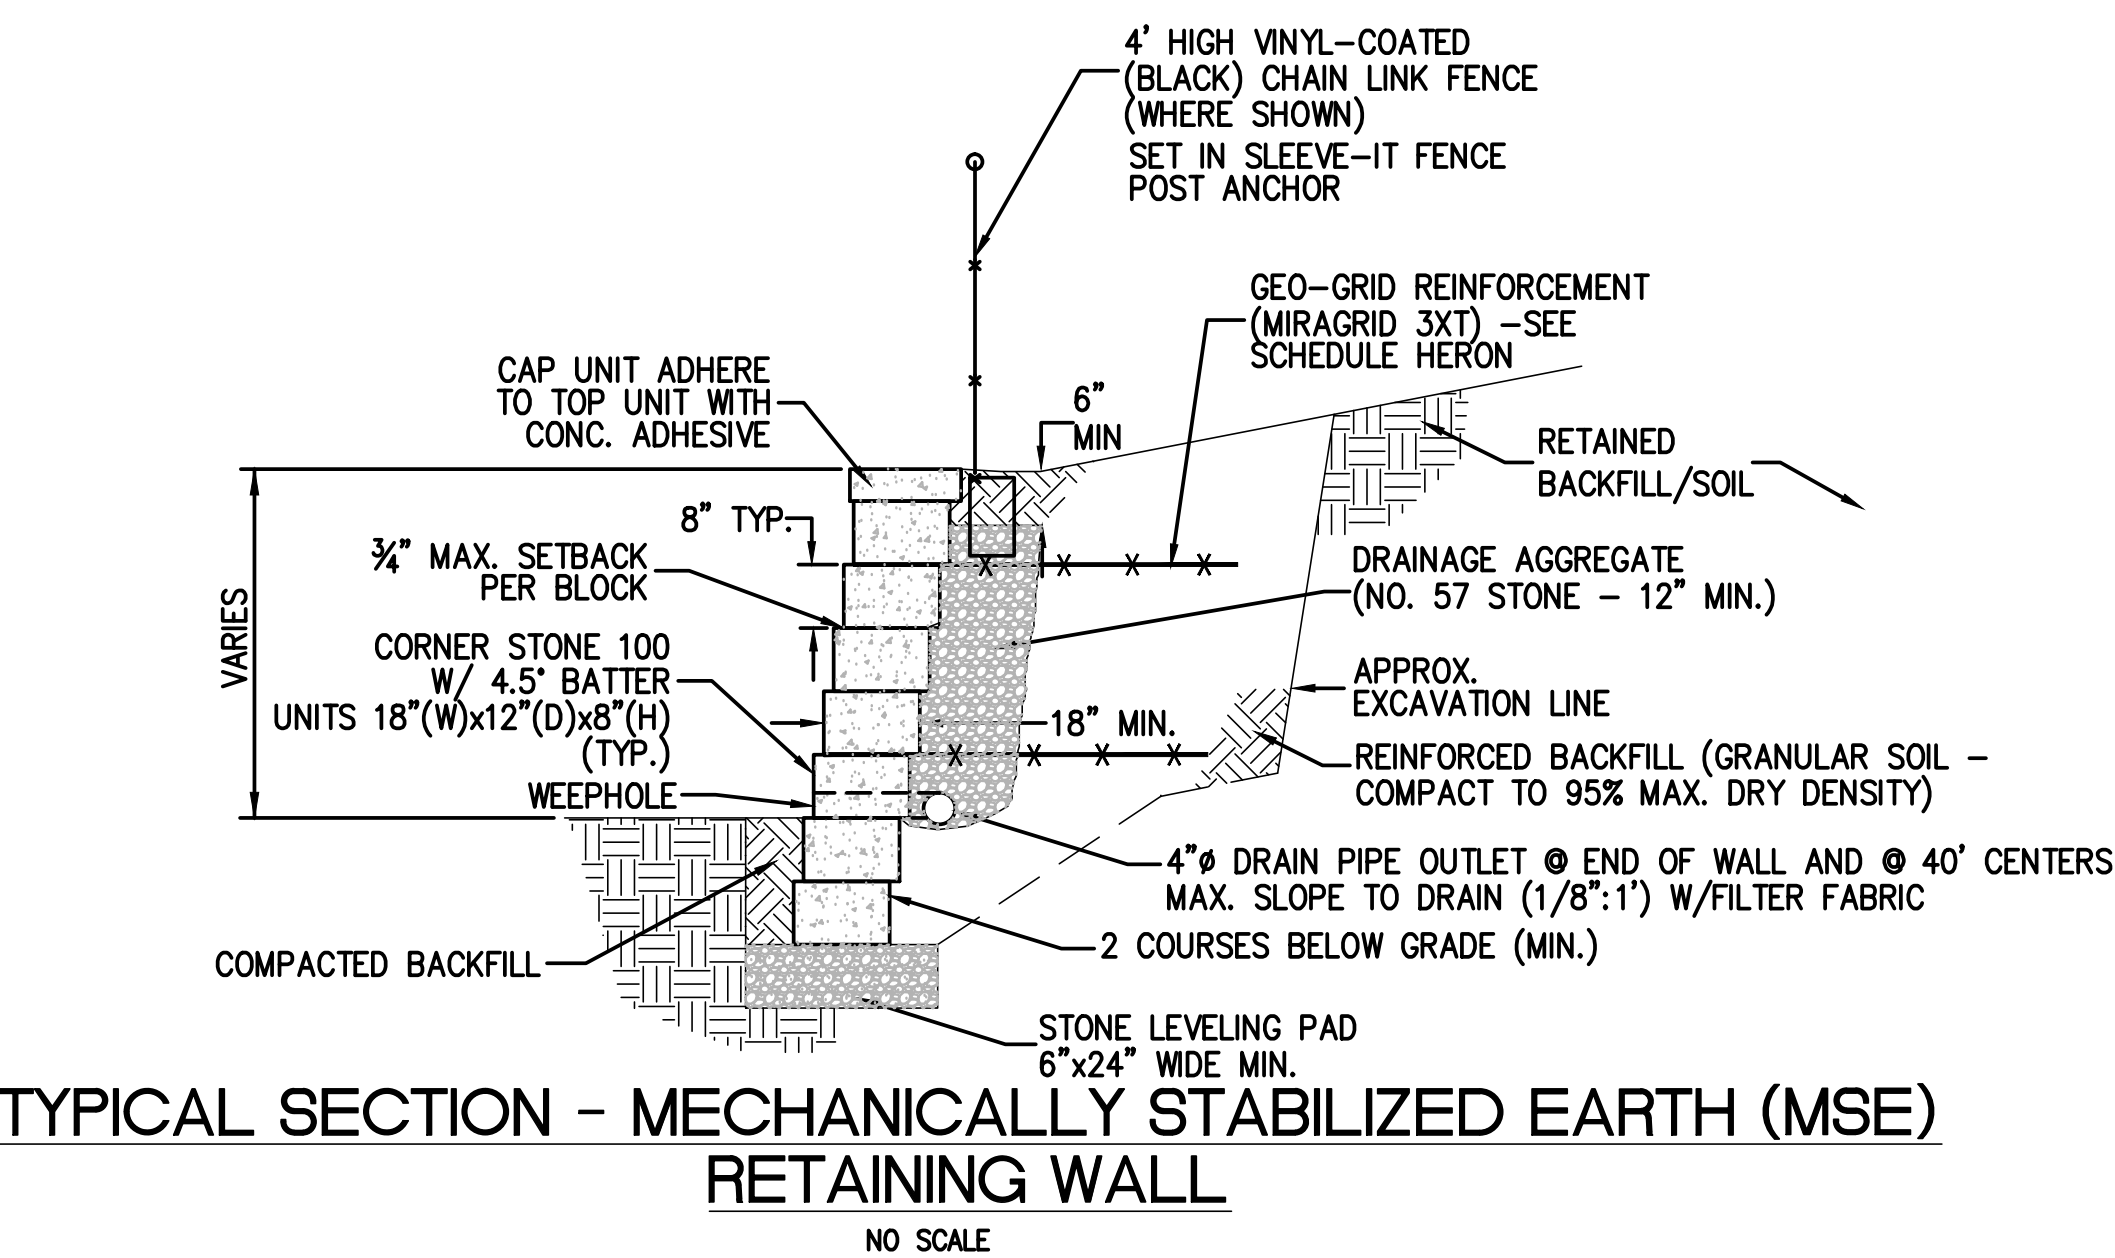 4' HIGH VINYL-COATED
(BLACK) CHAIN LINK FENCE
(WHERE SHOWN)
SET IN SLEEVE-IT FENCE
POST ANCHOR
GEO-GRID REINFORCEMENT
(MIRAGRID 3XT) -SEE
SCHEDULE HERON
CAP UNIT ADHERE
TO TOP UNIT WITH
CONC. ADHESIVE
6"
MIN
RETAINED
BACKFILL/SOIL
8" TYP.
¾" MAX. SETBACK
PER BLOCK
DRAINAGE AGGREGATE
(NO. 57 STONE - 12" MIN.)
VARIES
CORNER STONE 100
W/ 4.5° BATTER
UNITS 18"(W)x12"(D)x8"(H)
(TYP.)
APPROX.
EXCAVATION LINE
18" MIN.
REINFORCED BACKFILL (GRANULAR SOIL -
COMPACT TO 95% MAX. DRY DENSITY)
WEEPHOLE
4"ø DRAIN PIPE OUTLET @ END OF WALL AND @ 40' CENTERS
MAX. SLOPE TO DRAIN (1/8":1') W/FILTER FABRIC
2 COURSES BELOW GRADE (MIN.)
COMPACTED BACKFILL
STONE LEVELING PAD
6"x24" WIDE MIN.
TYPICAL SECTION - MECHANICALLY STABILIZED EARTH (MSE)
RETAINING WALL
NO SCALE